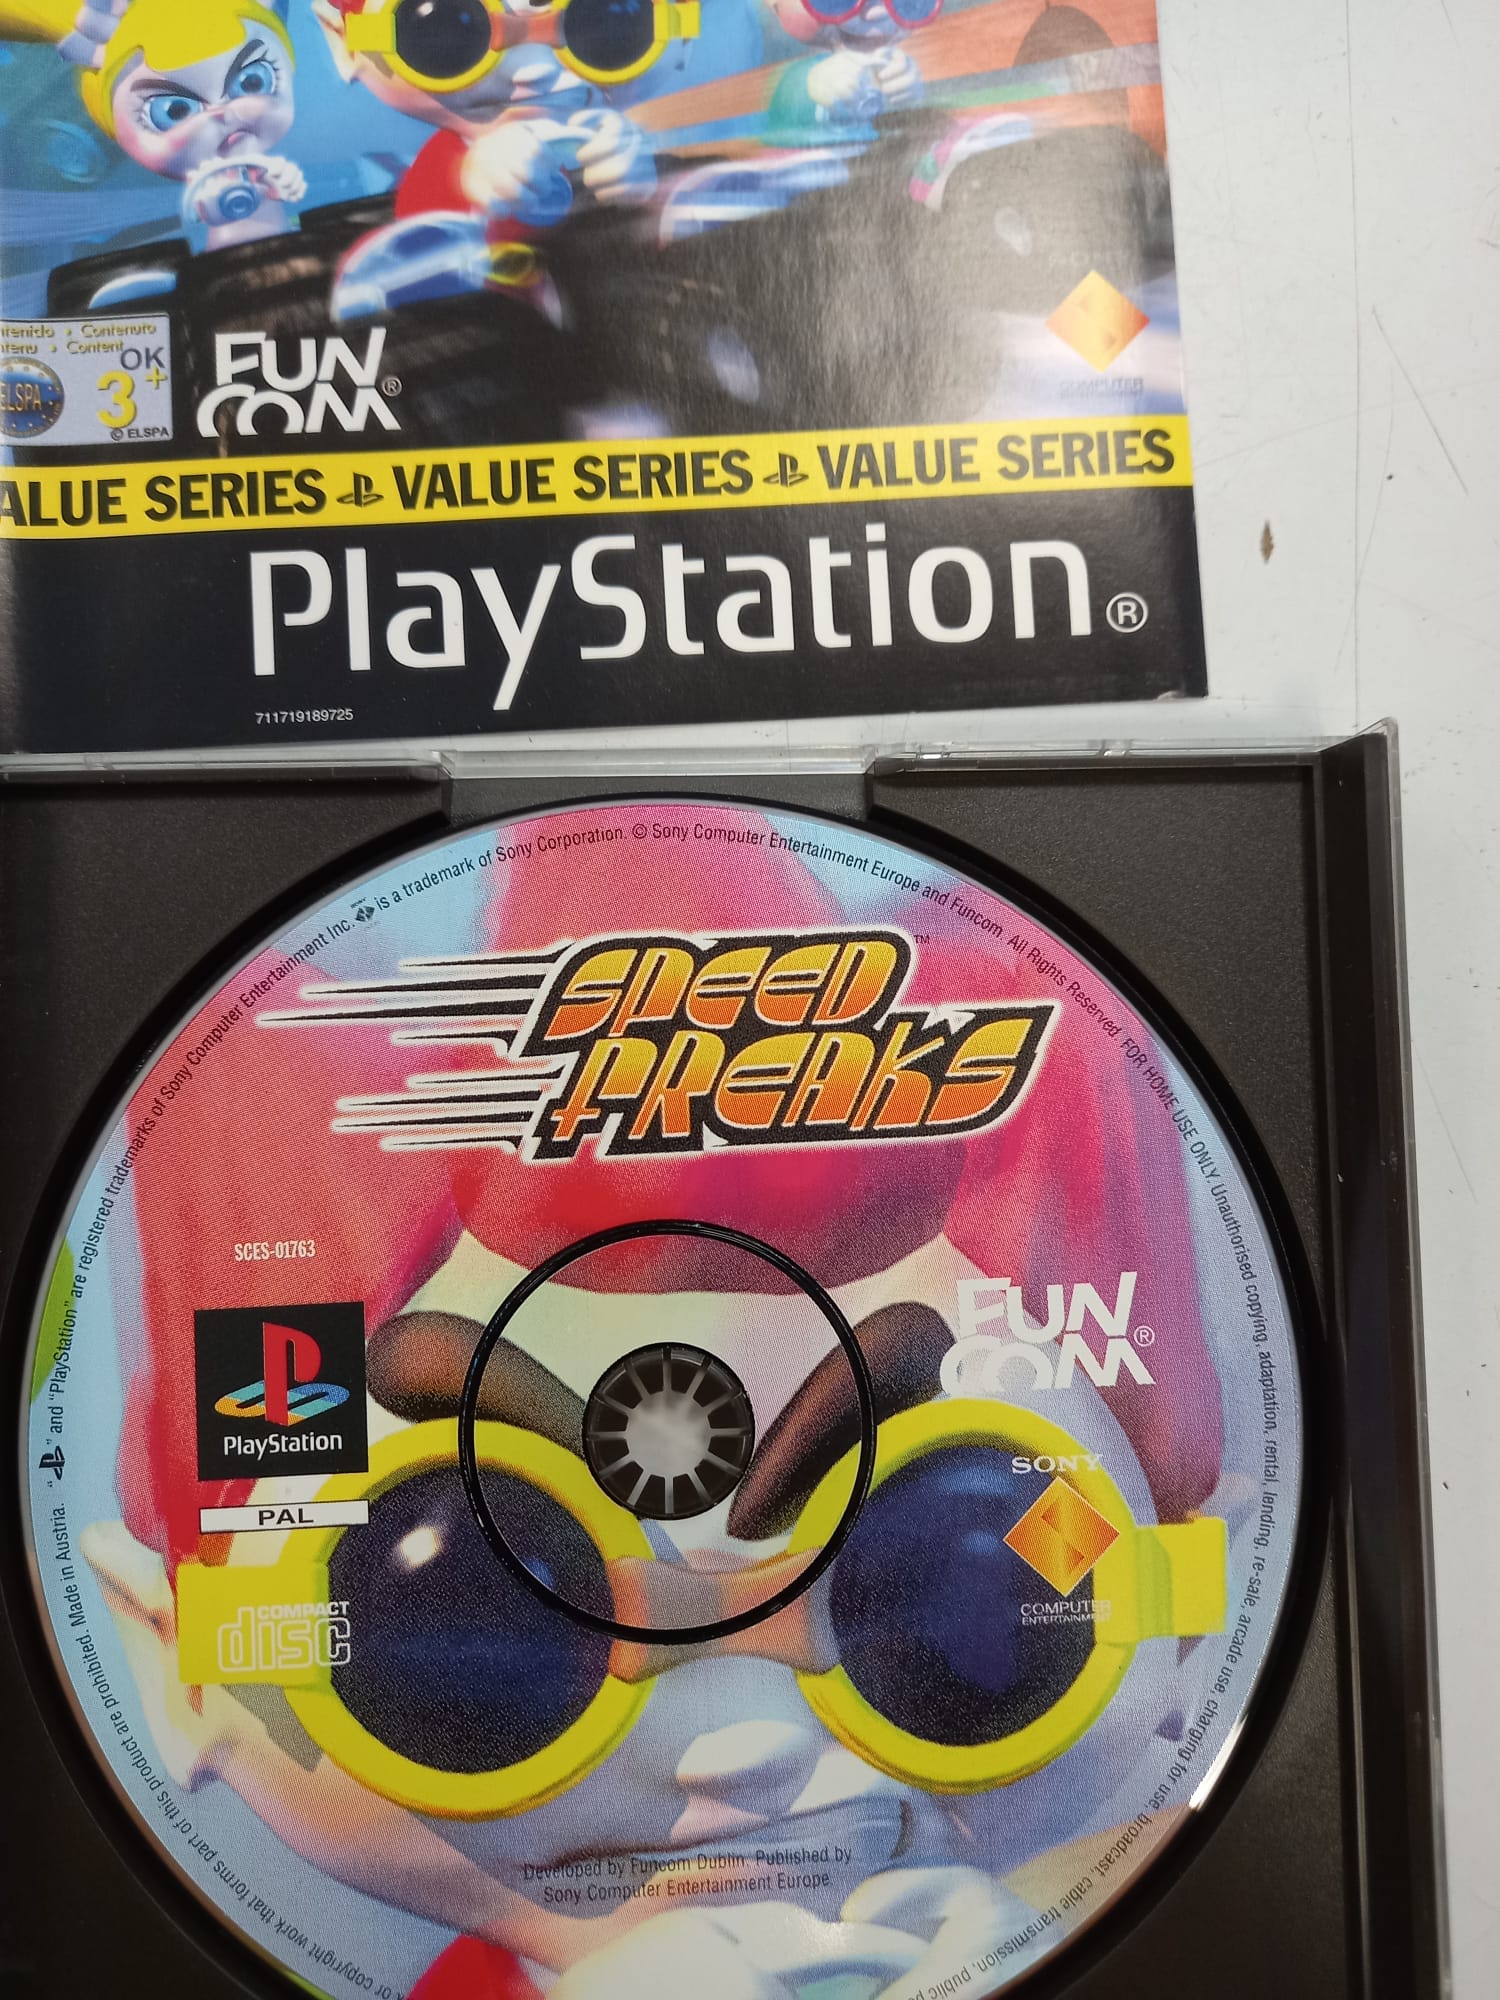 Contenuto
Content
OK
3+
ELSPA
© ELSPA
FUN
COM®
COMPUTER
ENTERTAINMENT
ALUE SERIES VALUE SERIES VALUE SERIES
PlayStation®
711719189725
" and "PlayStation" are registered trademarks of Sony Computer Entertainment Inc. is a trademark of Sony Corporation. © Sony Computer Entertainment Europe and Funcom. All Rights Reserved. FOR HOME USE ONLY. Unauthorised copying, adaptation, rental, lending, re-sale, arcade use, charging for use, broadcast, cable transmission, public
or copyright work that forms part of this product are prohibited. Made in Austria.
SPEED
FREAKS™
SCES-01763
PlayStation
PAL
COMPACT
disc
FUN
COM®
SONY
COMPUTER
ENTERTAINMENT
Developed by Funcom Dublin. Published by
Sony Computer Entertainment Europe